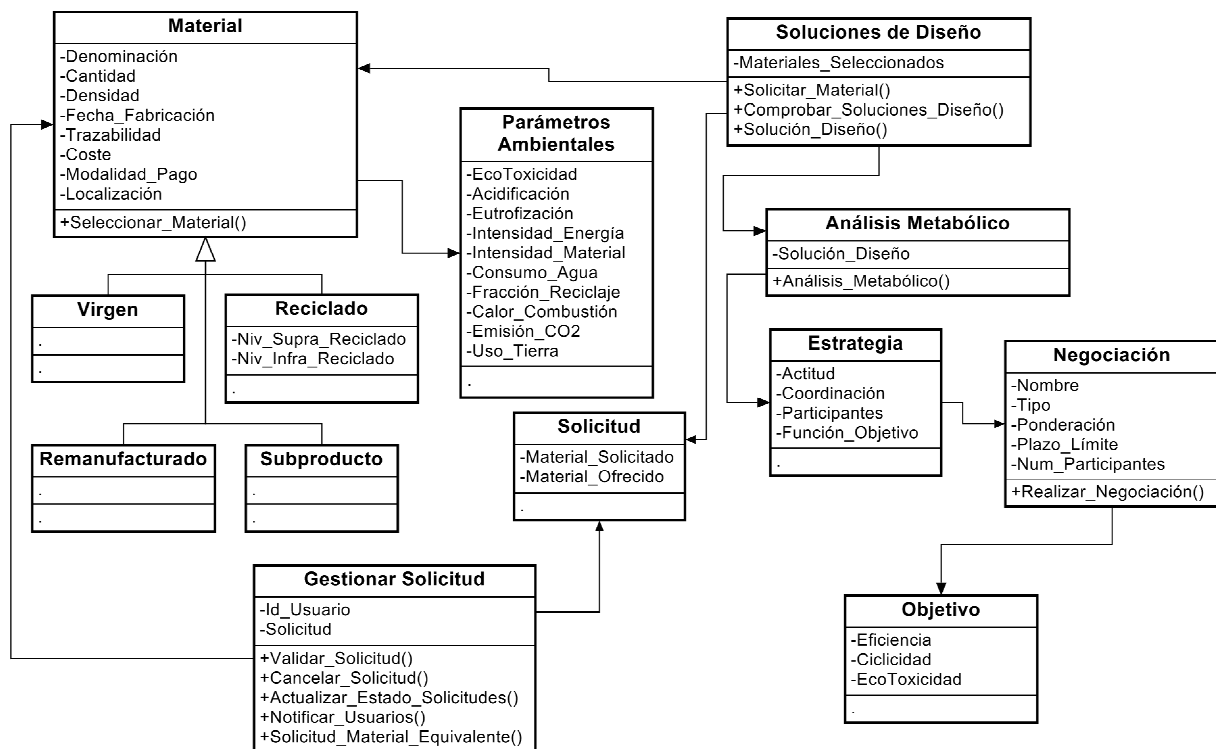 Material
-Denominación
-Cantidad
-Densidad
-Fecha_Fabricación
-Trazabilidad
-Coste
-Modalidad_Pago
-Localización
+Seleccionar_Material()
Soluciones de Diseño
-Materiales_Seleccionados
+Solicitar_Material()
+Comprobar_Soluciones_Diseño()
+Solución_Diseño()
Parámetros
Ambientales
-EcoToxicidad
-Acidificación
-Eutrofización
-Intensidad_Energía
-Intensidad_Material
-Consumo_Agua
-Fracción_Reciclaje
-Calor_Combustión
-Emisión_CO2
-Uso_Tierra
.
Análisis Metabólico
-Solución_Diseño
+Análisis_Metabólico()
Virgen
.
.
Reciclado
-Niv_Supra_Reciclado
-Niv_Infra_Reciclado
.
Estrategia
-Actitud
-Coordinación
-Participantes
-Función_Objetivo
.
Negociación
-Nombre
-Tipo
-Ponderación
-Plazo_Límite
-Num_Participantes
+Realizar_Negociación()
Remanufacturado
.
.
Subproducto
.
.
Solicitud
-Material_Solicitado
-Material_Ofrecido
.
Gestionar Solicitud
-Id_Usuario
-Solicitud
+Validar_Solicitud()
+Cancelar_Solicitud()
+Actualizar_Estado_Solicitudes()
+Notificar_Usuarios()
+Solicitud_Material_Equivalente()
Objetivo
-Eficiencia
-Ciclicidad
-EcoToxicidad
.